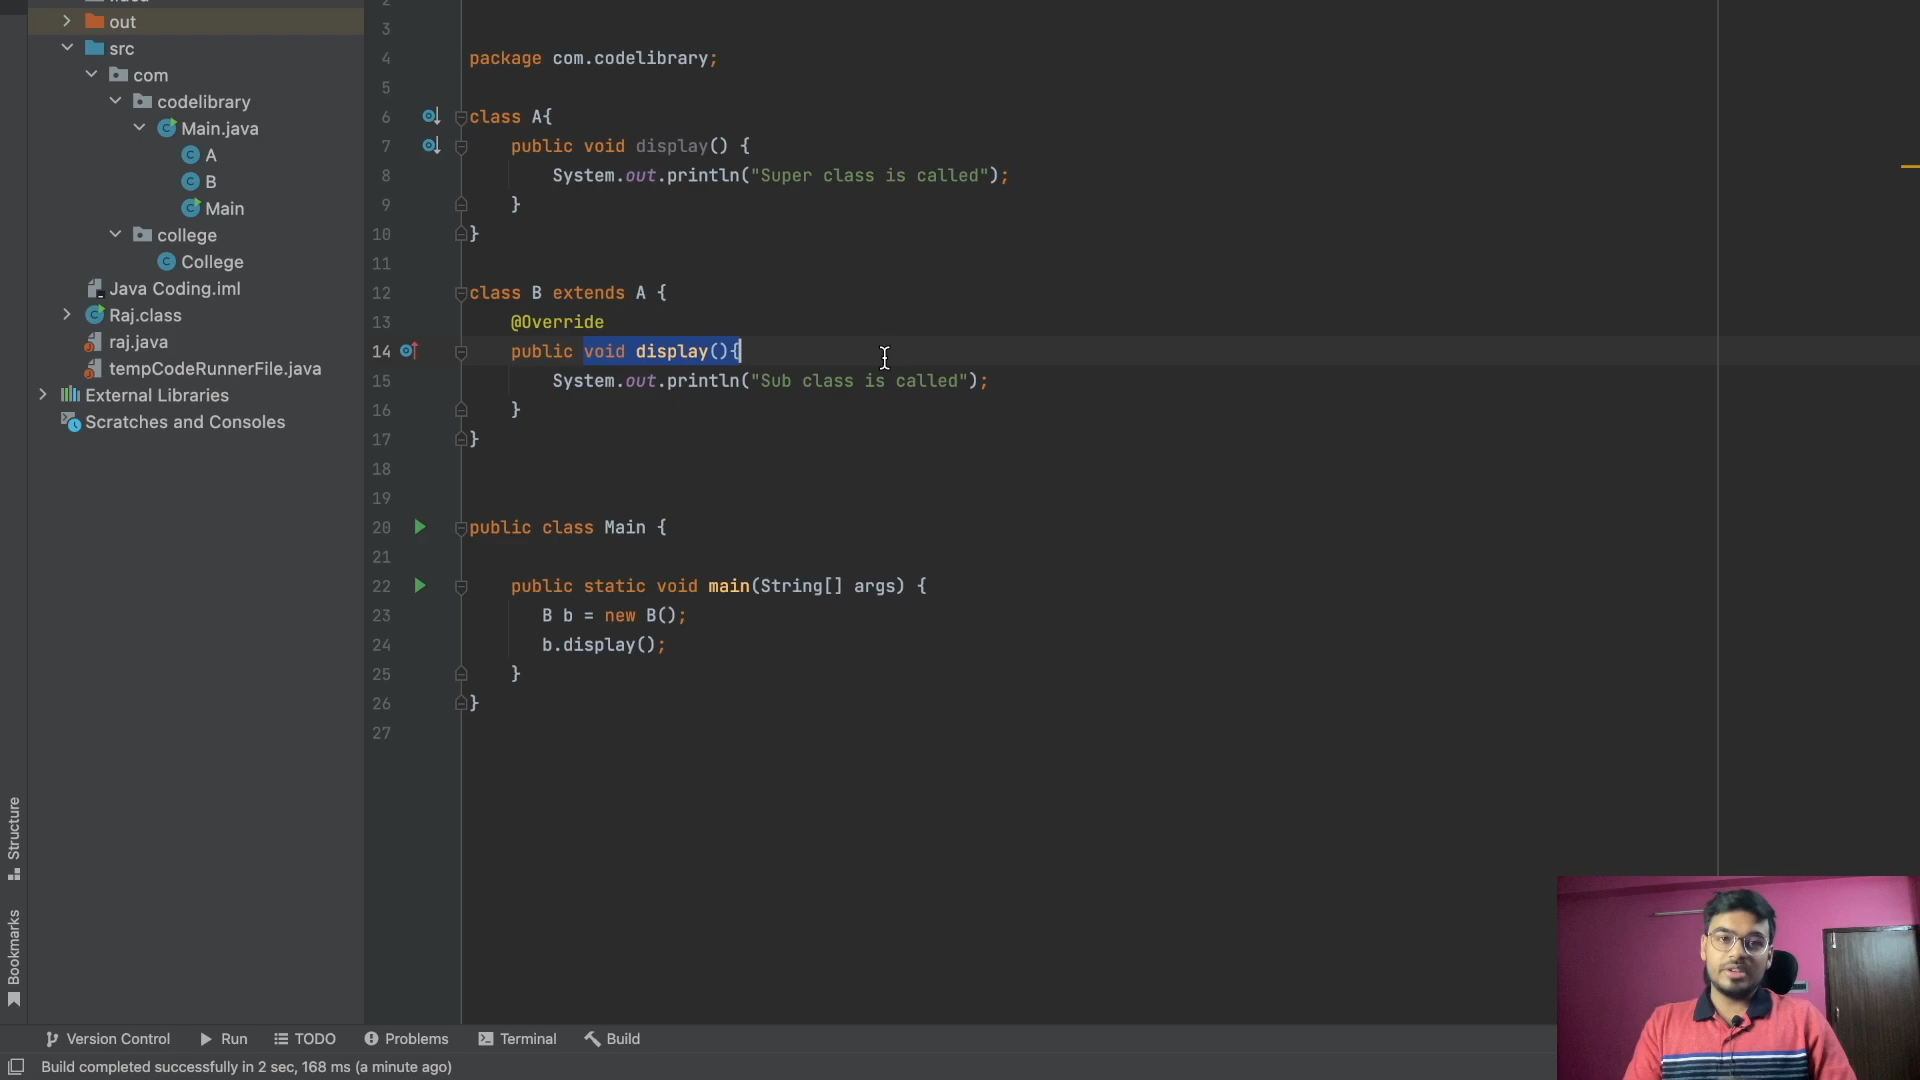 out
src
com
codelibrary
Main.java
A
B
Main
college
College
Java Coding.iml
Raj.class
raj.java
tempCodeRunnerFile.java
External Libraries
Scratches and Consoles
Structure
Bookmarks
2
3
4 package com.codelibrary;
5
6 class A{
7 public void display() {
8 System.out.println("Super class is called");
9 }
10 }
11
12 class B extends A {
13 @Override
14 public void display(){
15 System.out.println("Sub class is called");
16 }
17 }
18
19
20 public class Main {
21
22 public static void main(String[] args) {
23 B b = new B();
24 b.display();
25 }
26 }
27
Version Control Run TODO Problems Terminal Build
Build completed successfully in 2 sec, 168 ms (a minute ago)